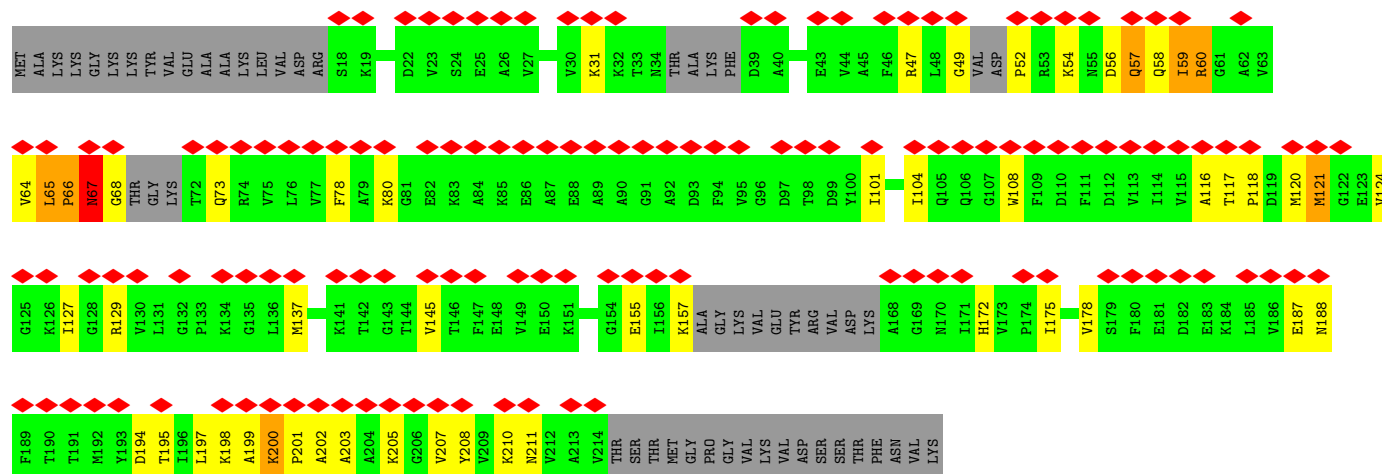 MET ALA LYS LYS GLY LYS LYS TYR VAL GLU ALA ALA LYS LEU VAL ASP ARG S18 K19 D22 V23 S24 E25 A26 V27 V30 K31 K32 T33 N34 THR ALA LYS PHE D39 A40 E43 V44 A45 F46 R47 L48 G49 VAL ASP P52 R53 K54 N55 D56 Q57 Q58 I59 R60 G61 A62 V63
V64 L65 P66 N67 G68 THR GLY LYS T72 Q73 R74 V75 L76 V77 F78 A79 K80 G81 E82 K83 A84 K85 E86 A87 E88 A89 A90 G91 A92 D93 F94 V95 G96 D97 T98 D99 Y100 I101 I104 Q105 Q106 G107 W108 F109 D110 F111 D112 V113 I114 V115 A116 T117 P118 D119 M120 M121 G122 E123 V124
G125 K126 I127 G128 R129 V130 L131 G132 P133 K134 G135 L136 M137 K141 T142 G143 T144 V145 T146 F147 E148 V149 E150 K151 G154 E155 I156 K157 ALA GLY LYS VAL GLU TYR ARG VAL ASP LYS A168 G169 N170 I171 H172 V173 P174 I175 V178 S179 F180 E181 D182 E183 K184 L185 V186 E187 N188
F189 T190 T191 M192 Y193 D194 T195 I196 L197 K198 A199 K200 P201 A202 A203 A204 K205 G206 V207 Y208 V209 K210 N211 V212 A213 V214 THR SER THR MET GLY PRO GLY VAL LYS VAL ASP SER SER THR PHE ASN VAL LYS